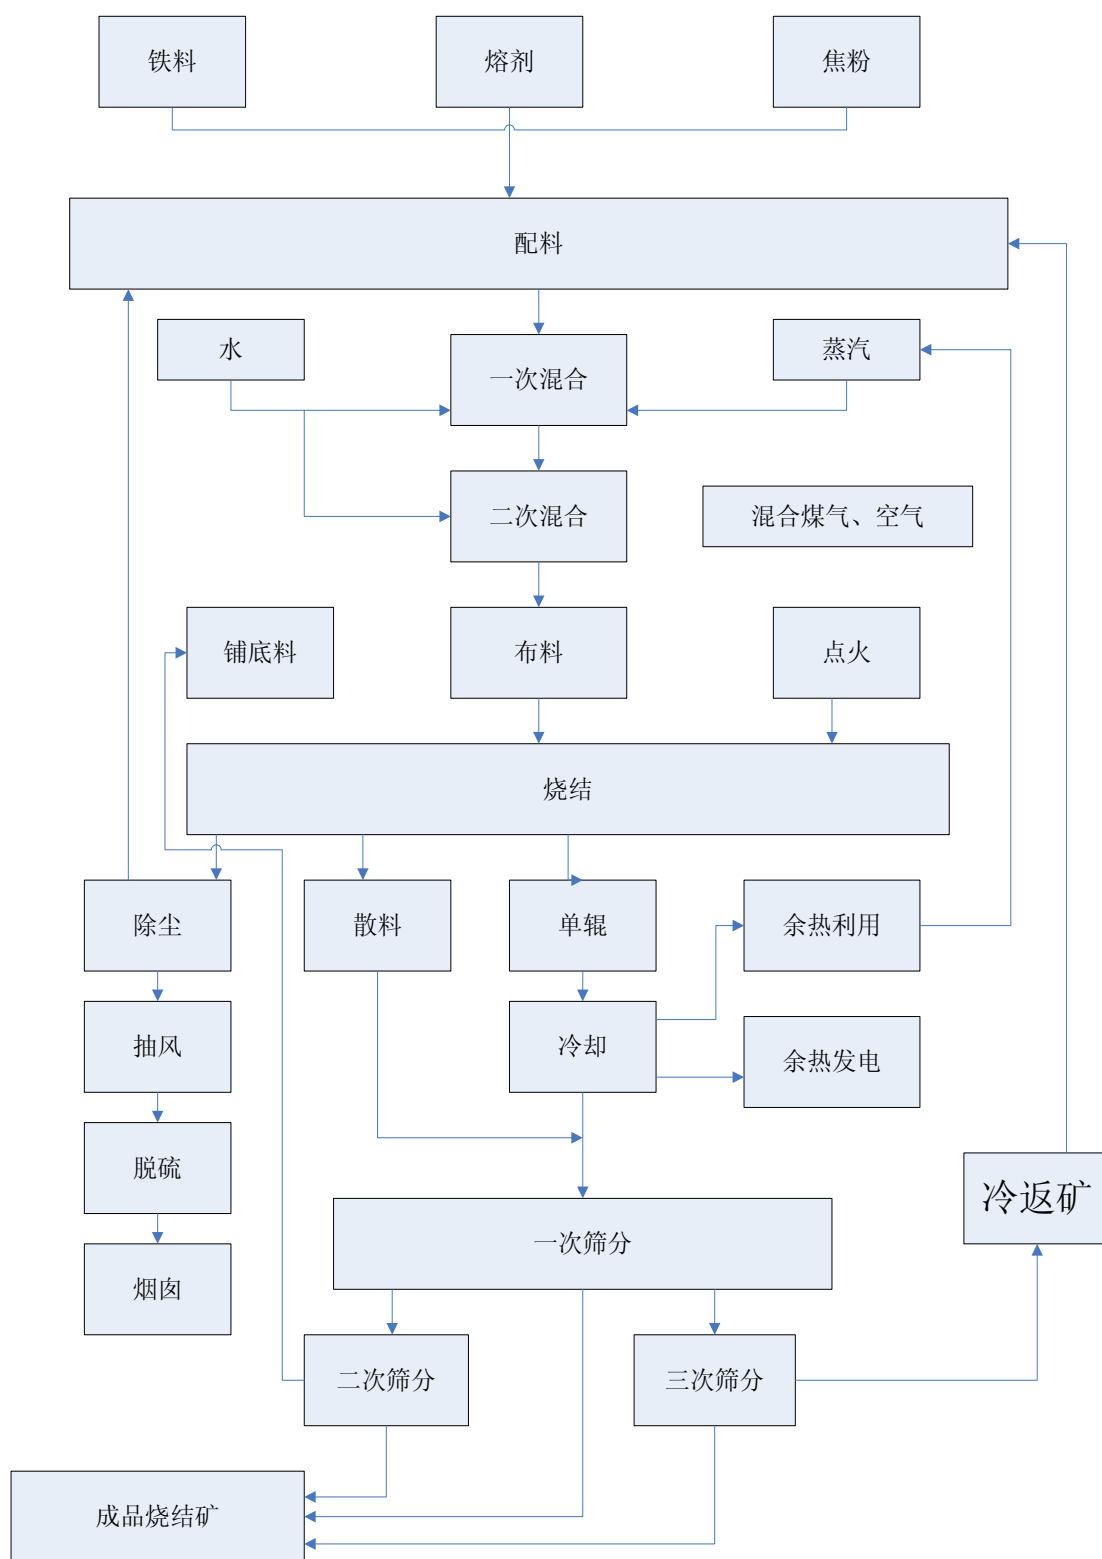 铁料
熔剂
焦粉
配料
水
蒸汽
一次混合
二次混合
混合煤气、空气
铺底料
布料
点火
烧结
除尘
散料
单辊
余热利用
抽风
冷却
余热发电
脱硫
冷返矿
一次筛分
烟囱
二次筛分
三次筛分
成品烧结矿